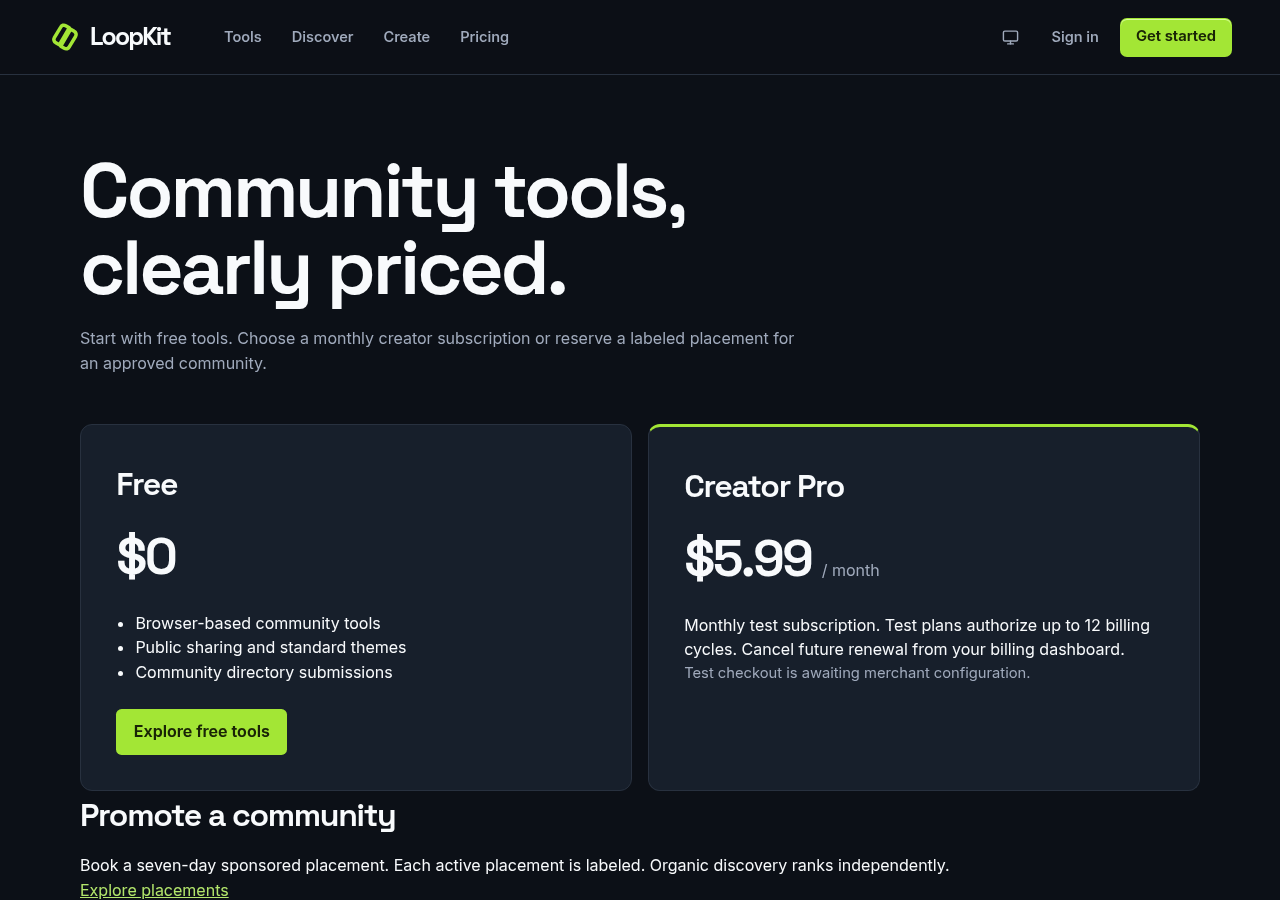 LoopKit
Tools
Discover
Create
Pricing
Sign in
Get started
Community tools,
clearly priced.
Start with free tools. Choose a monthly creator subscription or reserve a labeled placement for
an approved community.
Free
$0
• Browser-based community tools
• Public sharing and standard themes
• Community directory submissions
Explore free tools
Creator Pro
$5.99 / month
Monthly test subscription. Test plans authorize up to 12 billing
cycles. Cancel future renewal from your billing dashboard.
Test checkout is awaiting merchant configuration.
Promote a community
Book a seven-day sponsored placement. Each active placement is labeled. Organic discovery ranks independently.
Explore placements